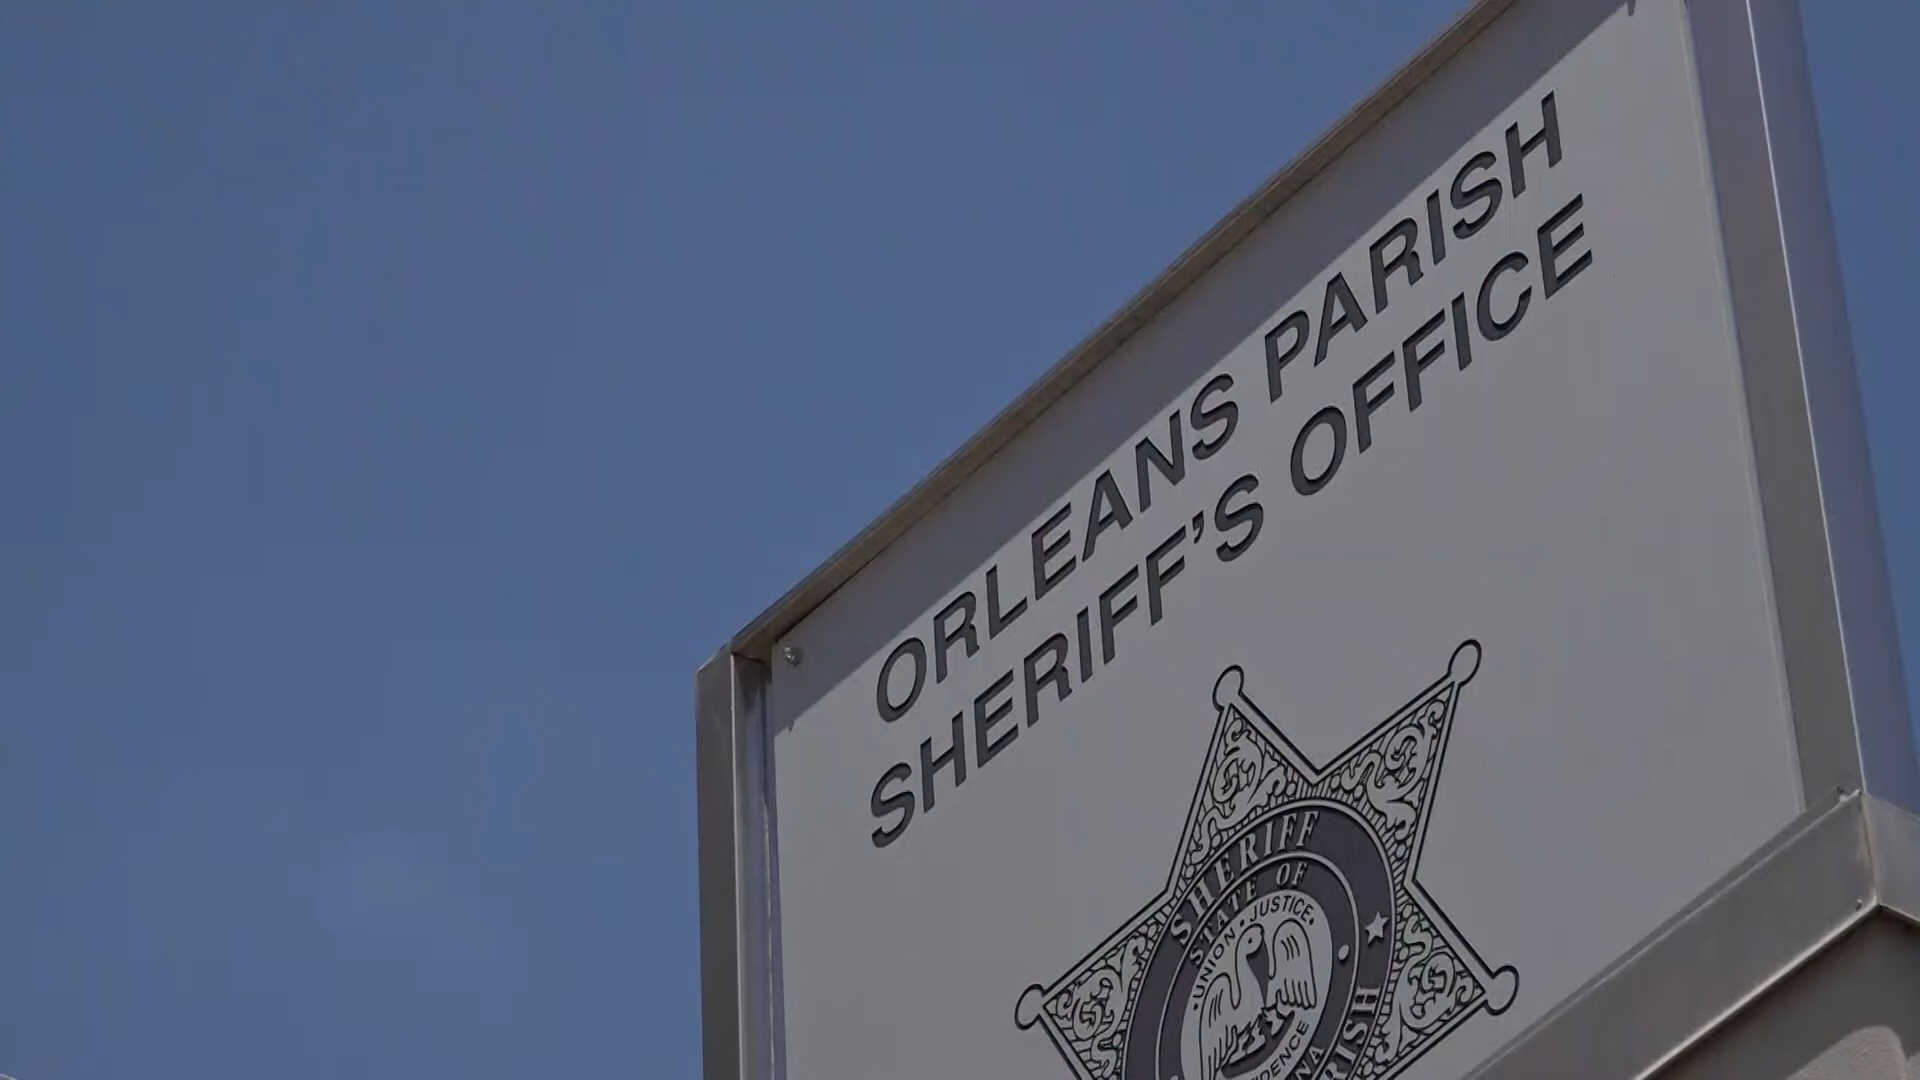 ORLEANS PARISH
SHERIFF’S OFFICE
SHERIFF
STATE OF
UNION • JUSTICE